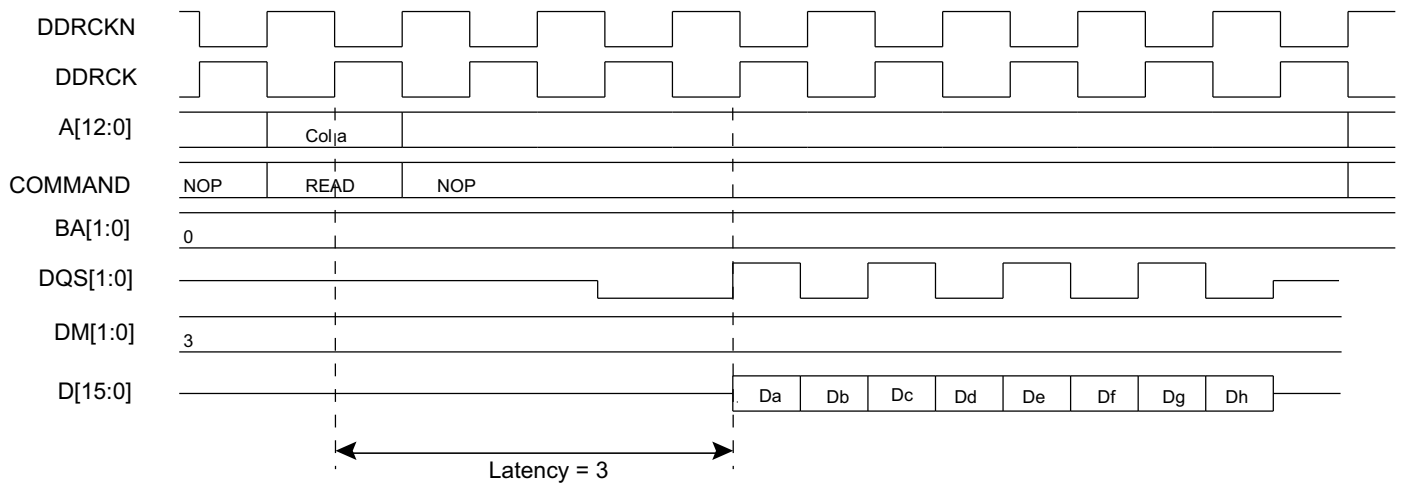 DDRCKN
DDRCK
A[12:0] Col a
COMMAND NOP READ NOP
BA[1:0] 0
DQS[1:0]
DM[1:0] 3
D[15:0] Da Db Dc Dd De Df Dg Dh
Latency = 3